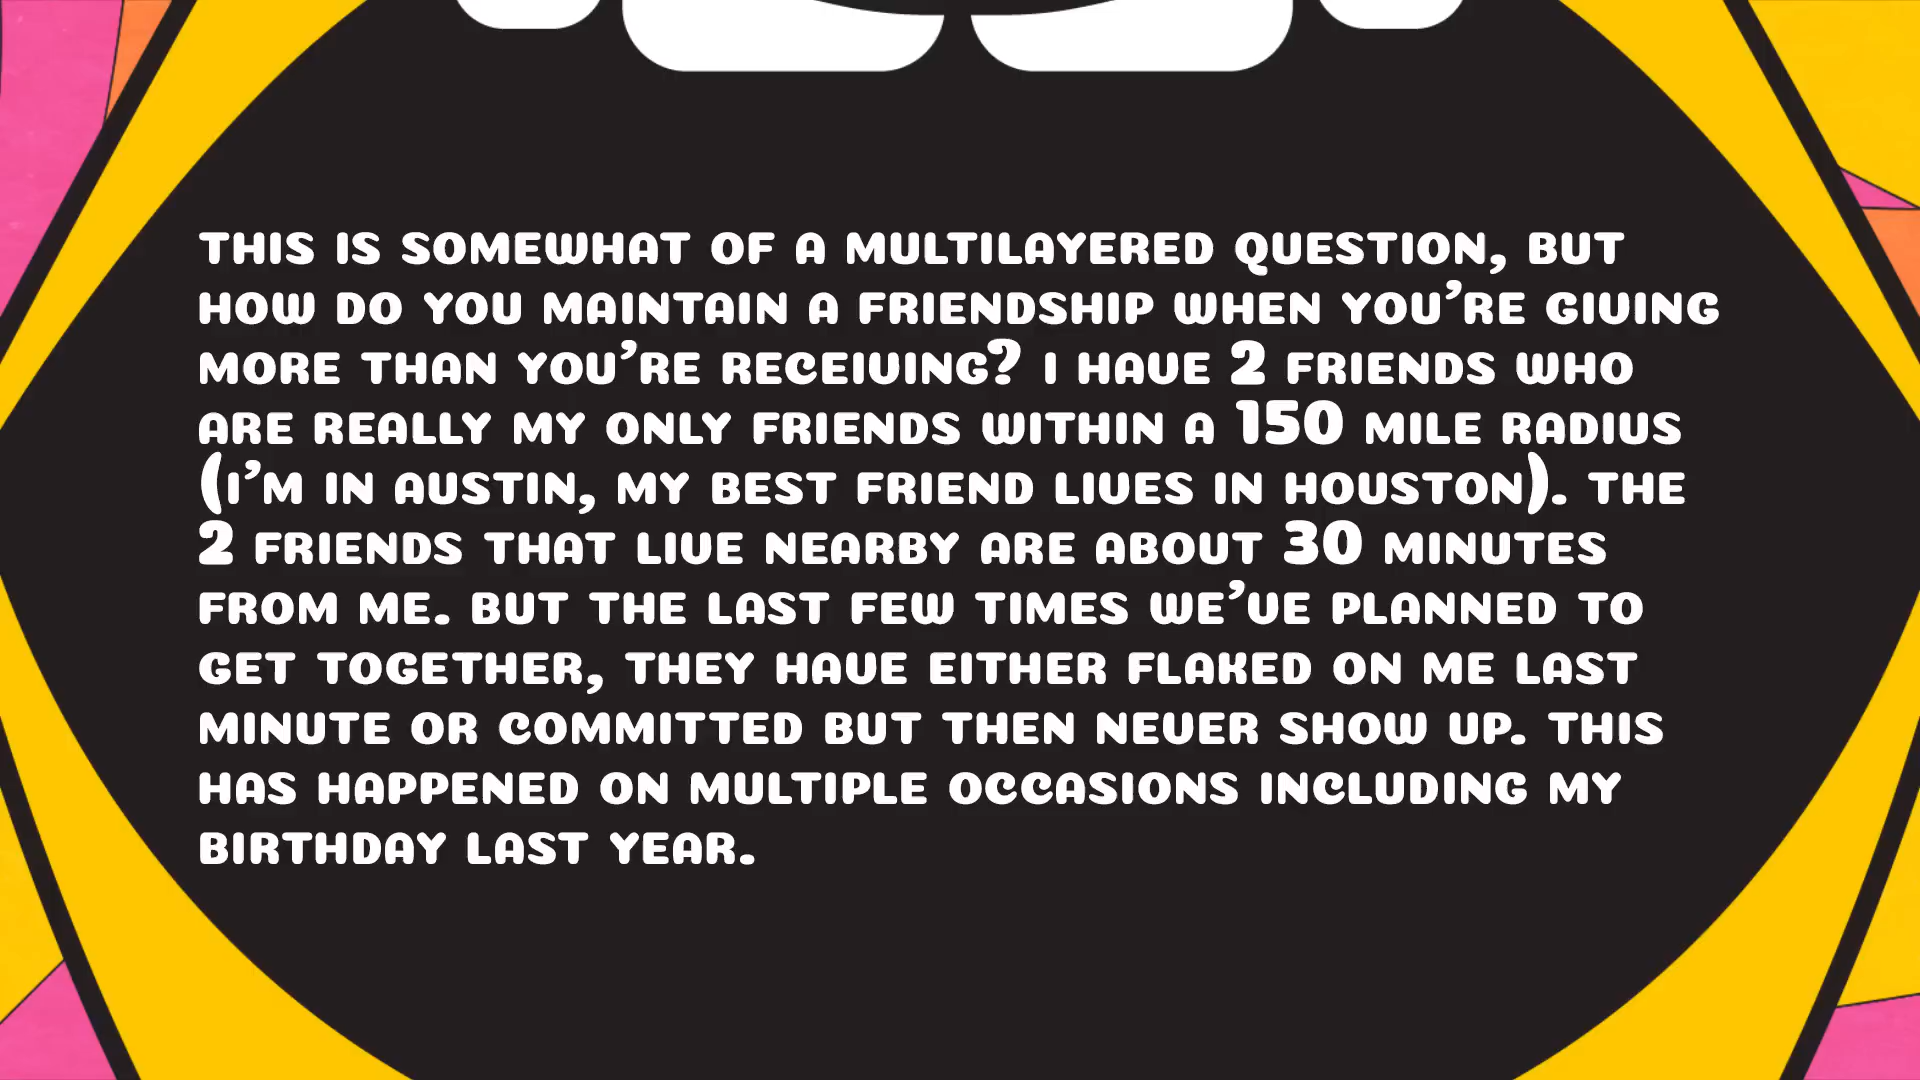 THIS IS SOMEWHAT OF A MULTILAYERED QUESTION, BUT
HOW DO YOU MAINTAIN A FRIENDSHIP WHEN YOU'RE GIVING
MORE THAN YOU'RE RECEIVING? I HAVE 2 FRIENDS WHO
ARE REALLY MY ONLY FRIENDS WITHIN A 150 MILE RADIUS
(I'M IN AUSTIN, MY BEST FRIEND LIVES IN HOUSTON). THE
2 FRIENDS THAT LIVE NEARBY ARE ABOUT 30 MINUTES
FROM ME. BUT THE LAST FEW TIMES WE'VE PLANNED TO
GET TOGETHER, THEY HAVE EITHER FLAKED ON ME LAST
MINUTE OR COMMITTED BUT THEN NEVER SHOW UP. THIS
HAS HAPPENED ON MULTIPLE OCCASIONS INCLUDING MY
BIRTHDAY LAST YEAR.